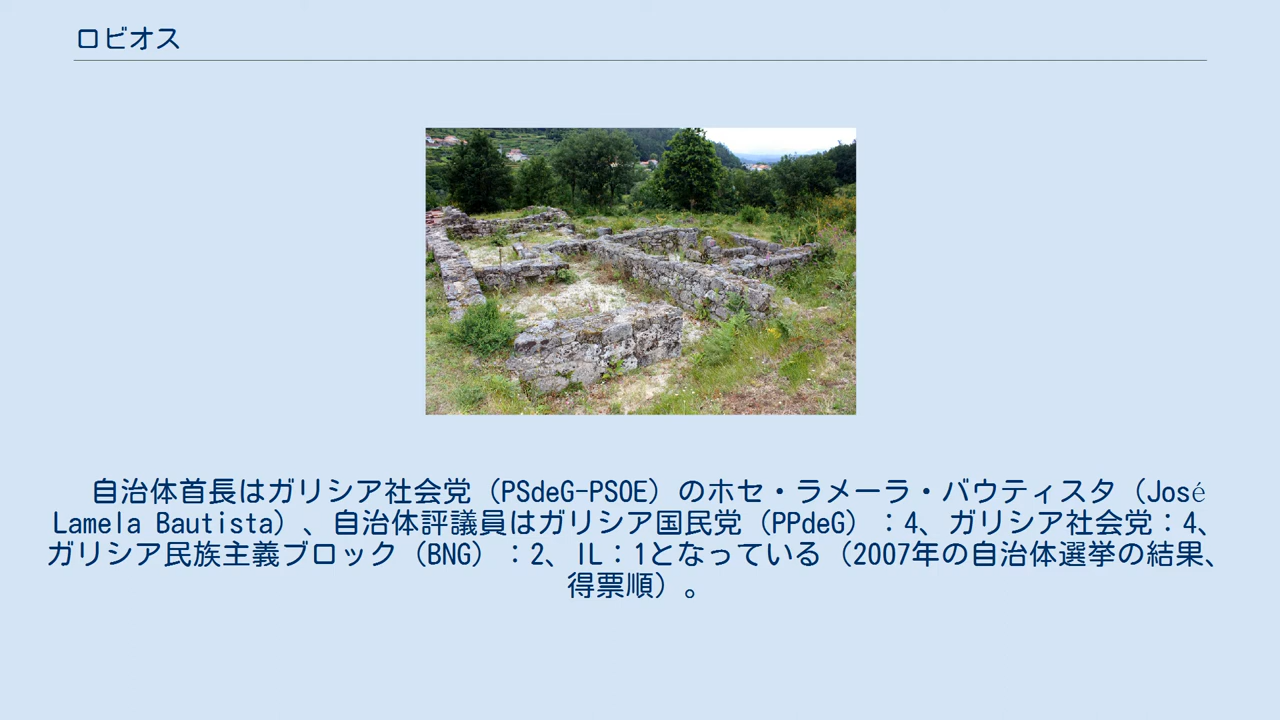 ロビオス
自治体首長はガリシア社会党（PSdeG-PSOE）のホセ・ラメーラ・バウティスタ（José
Lamela Bautista）、自治体評議員はガリシア国民党（PPdeG）：4、ガリシア社会党：4、
ガリシア民族主義ブロック（BNG）：2、IL：1となっている（2007年の自治体選挙の結果、
得票順）。